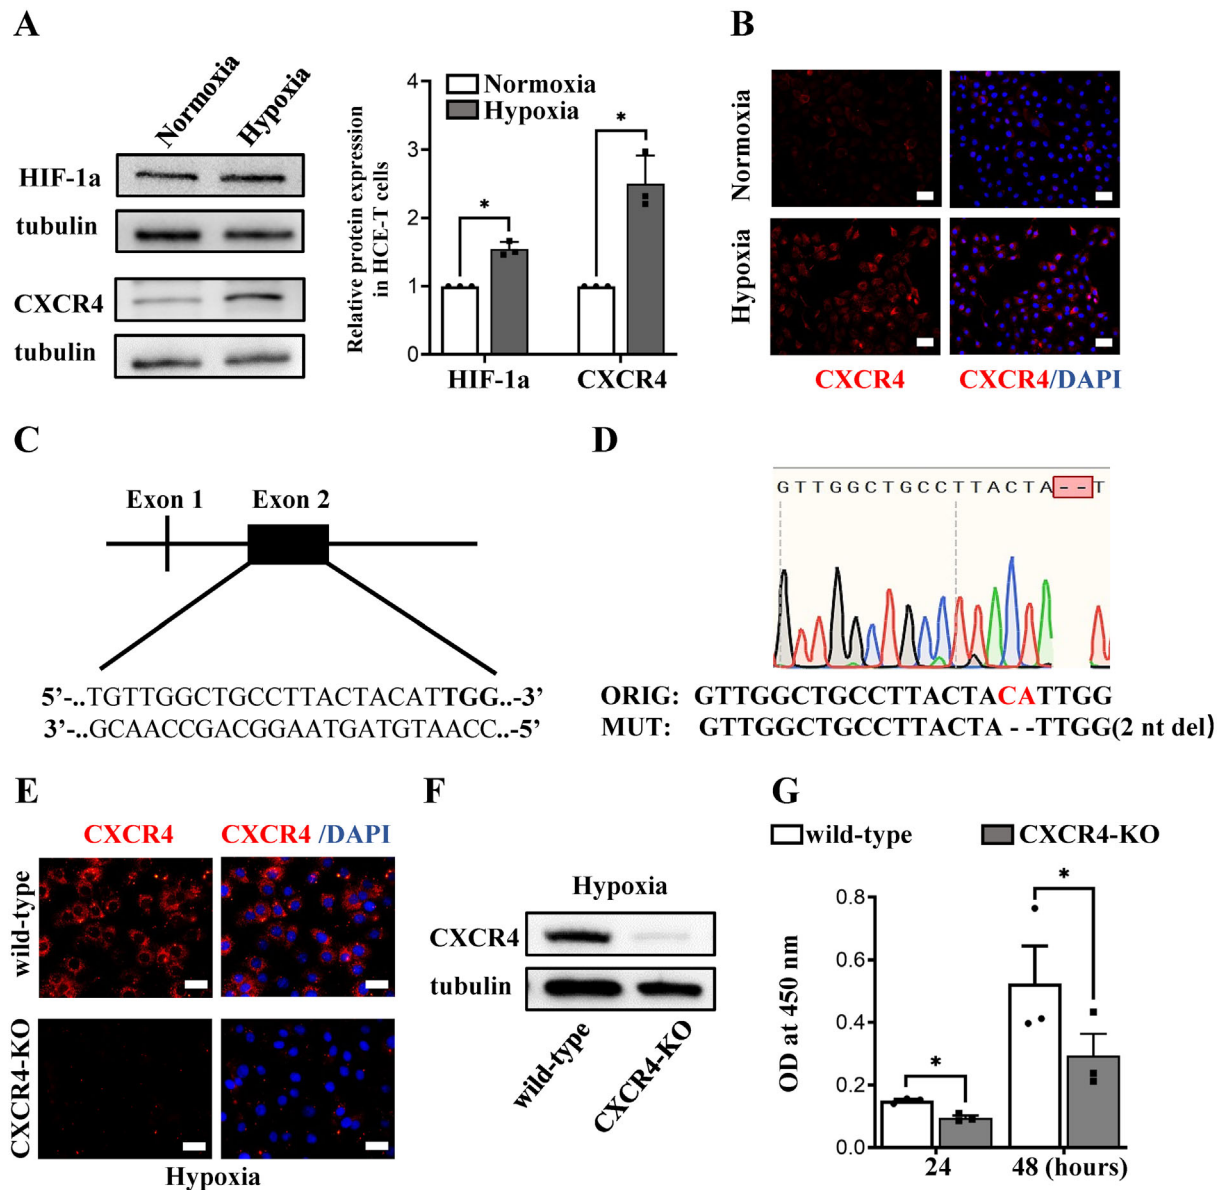 A
Normoxia
Hypoxia
HIF-1a
tubulin
CXCR4
tubulin
Relative protein expression
in HCE-T cells
4
3
2
1
0
Normoxia
Hypoxia
*
*
HIF-1a
CXCR4
B
Normoxia
Hypoxia
CXCR4
CXCR4/DAPI
C
Exon 1
Exon 2
5’-..TGTTGGCTGCCTTACTACATTGG..-3’
3’-..GCAACCGACGGAATGATGTAACC..-5’
D
GTTGGCTGCCTTACTA--T
ORIG: GTTGGCTGCCTTACTACATTGG
MUT: GTTGGCTGCCTTACTA - -TTGG(2 nt del)
E
CXCR4
CXCR4 /DAPI
wild-type
CXCR4-KO
Hypoxia
F
Hypoxia
CXCR4
tubulin
wild-type
CXCR4-KO
G
wild-type
CXCR4-KO
OD at 450 nm
0.8
0.6
0.4
0.2
0.0
*
*
24
48 (hours)